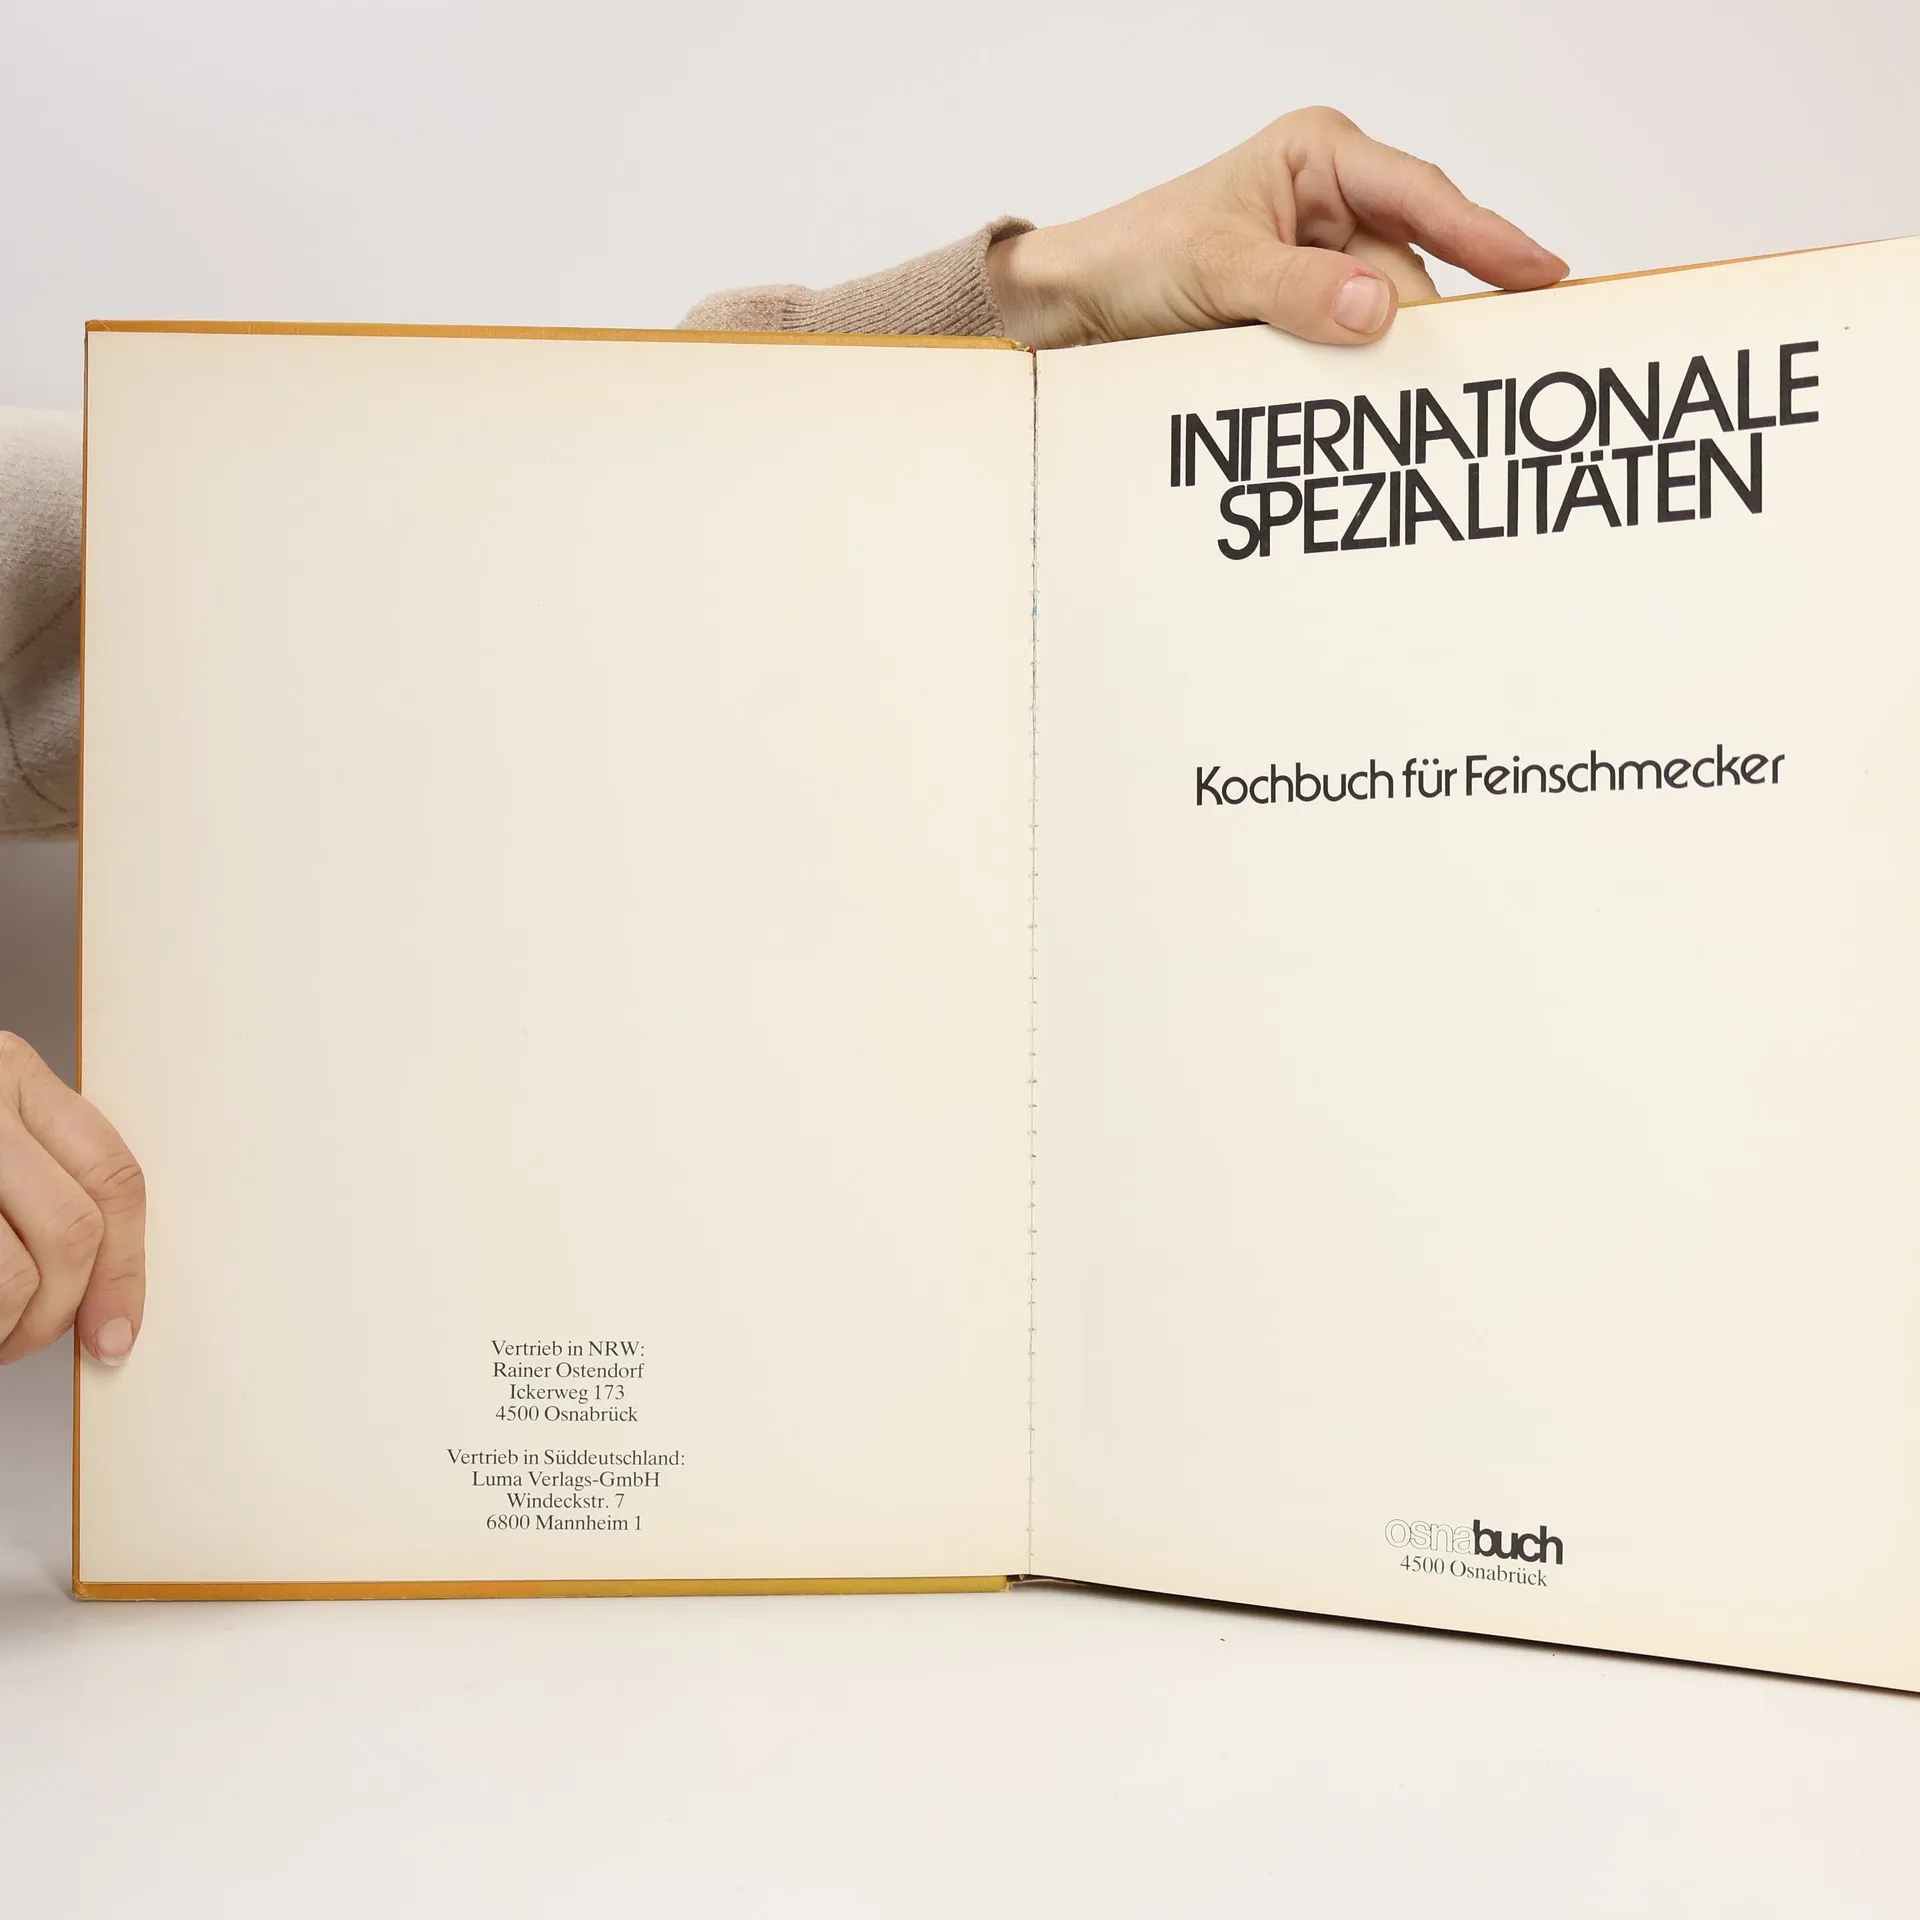 Vertrieb in NRW:
Rainer Ostendorf
Ickerweg 173
4500 Osnabrück
Vertrieb in Süddeutschland:
Luma Verlags-GmbH
Windeckstr. 7
6800 Mannheim 1
INTERNATIONALE
SPEZIALITÄTEN
Kochbuch für Feinschmecker
osnabuch
4500 Osnabrück